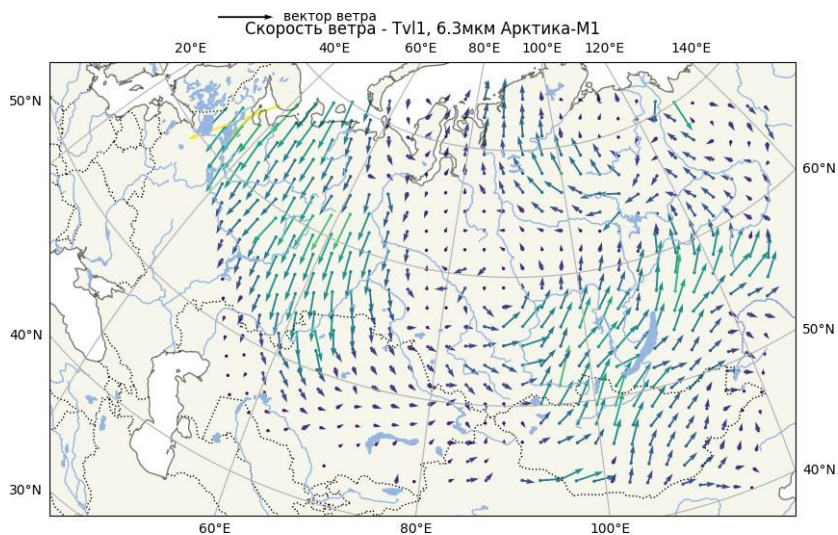 вектор ветра
Скорость ветра - Tvl1, 6.3мкм Арктика-М1
20°E 40°E 60°E 80°E 100°E 120°E 140°E
50°N
60°N
40°N
50°N
30°N
40°N
60°E 80°E 100°E